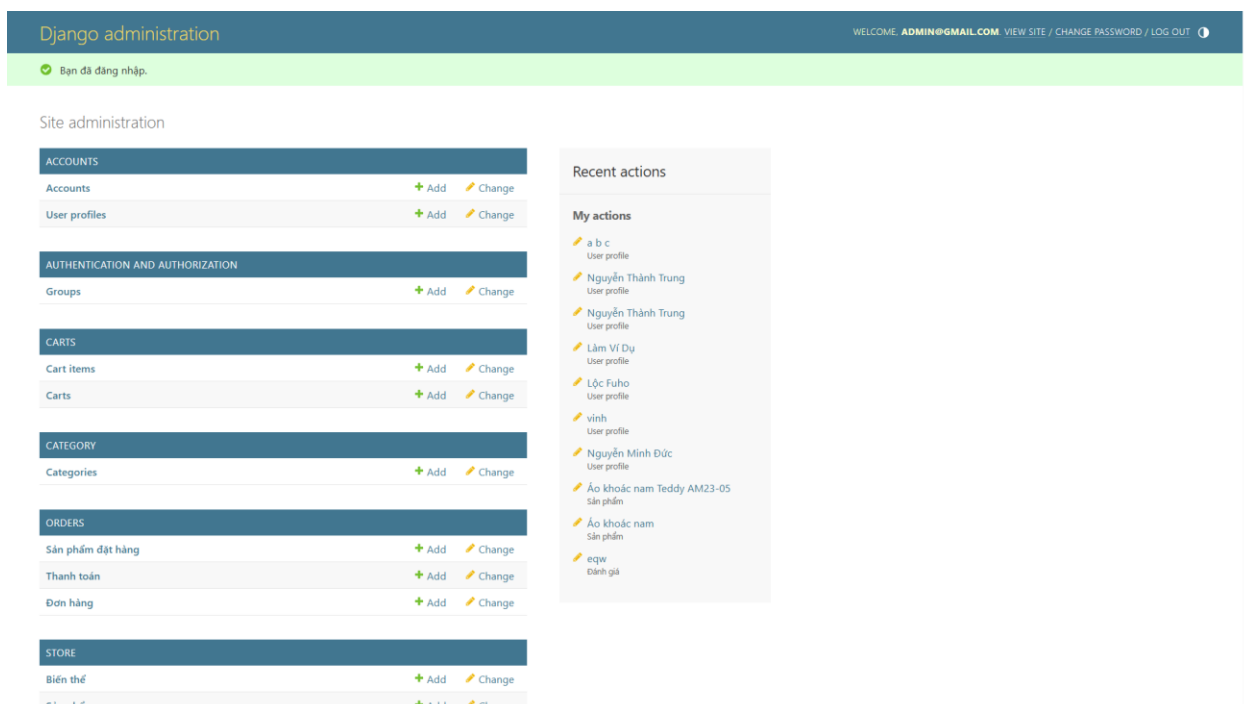 Django administration
WELCOME, ADMIN@GMAIL.COM. VIEW SITE / CHANGE PASSWORD / LOG OUT
Bạn đã đăng nhập.
Site administration
ACCOUNTS
Accounts + Add Change
User profiles + Add Change
AUTHENTICATION AND AUTHORIZATION
Groups + Add Change
CARTS
Cart items + Add Change
Carts + Add Change
CATEGORY
Categories + Add Change
ORDERS
Sản phẩm đặt hàng + Add Change
Thanh toán + Add Change
Đơn hàng + Add Change
STORE
Biến thể + Add Change
Recent actions
My actions
a b c
User profile
Nguyễn Thành Trung
User profile
Nguyễn Thành Trung
User profile
Lâm Ví Dụ
User profile
Lộc Fuho
User profile
vinh
User profile
Nguyễn Minh Đức
User profile
Áo khoác nam Teddy AM23-05
Sản phẩm
Áo khoác nam
Sản phẩm
eqw
Đánh giá